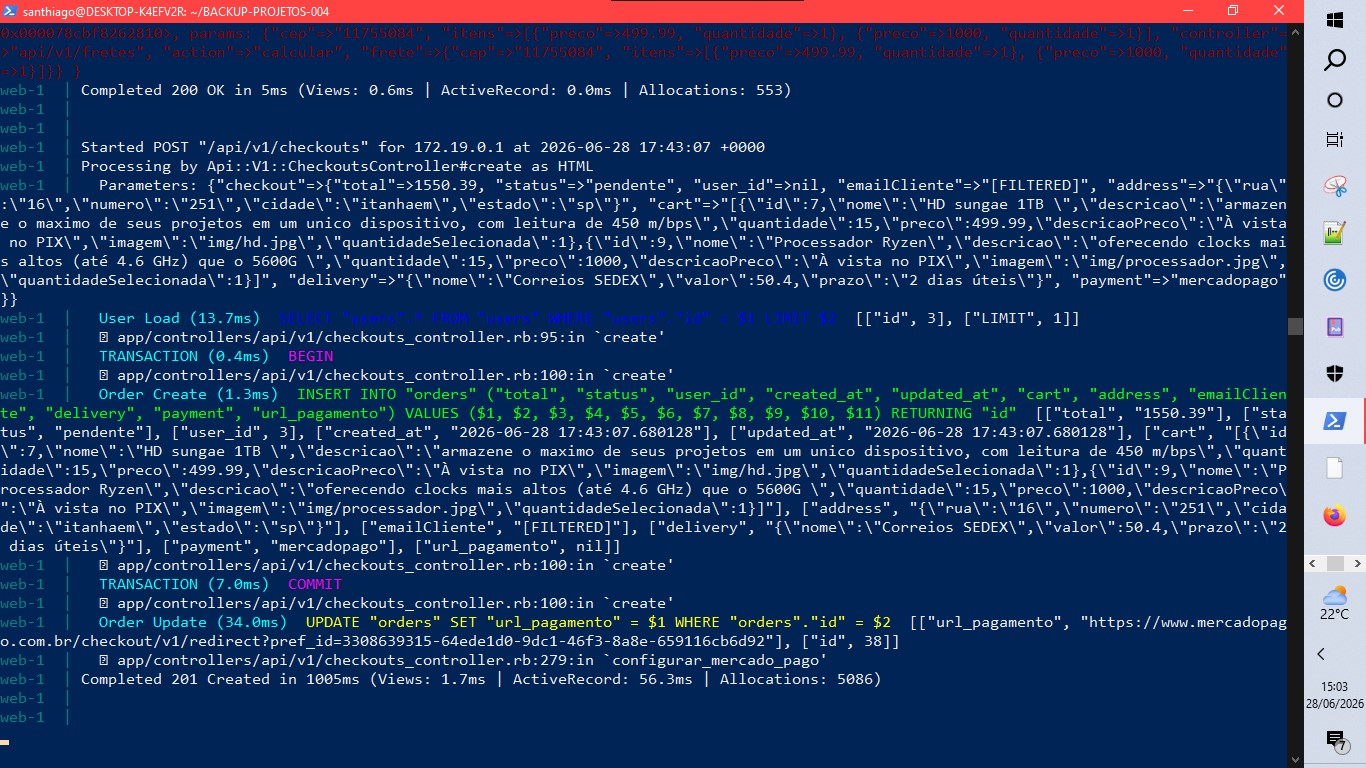 santhiago@DESKTOP-K4EFV2R: ~/BACKUP-PROJETOS-004
0x000078cbf8262810>, params: {"cep"=>"11755084", "itens"=>[{"preco"=>499.99, "quantidade"=>1}, {"preco"=>1000, "quantidade"=>1}], "controller"=
>"api/v1/fretes", "action"=>"calcular", "frete"=>{"cep"=>"11755084", "itens"=>[{"preco"=>499.99, "quantidade"=>1}, {"preco"=>1000, "quantidade"
=>1}]}} }
web-1  | Completed 200 OK in 5ms (Views: 0.6ms | ActiveRecord: 0.0ms | Allocations: 553)
web-1  |
web-1  |
web-1  | Started POST "/api/v1/checkouts" for 172.19.0.1 at 2026-06-28 17:43:07 +0000
web-1  | Processing by Api::V1::CheckoutsController#create as HTML
web-1  |   Parameters: {"checkout"=>{"total"=>1550.39, "status"=>"pendente", "user_id"=>nil, "emailCliente"=>"[FILTERED]", "address"=>"{\"rua\"
:\"16\",\"numero\":\"251\",\"cidade\":\"itanhaem\",\"estado\":\"sp\"}", "cart"=>"[{\"id\":7,\"nome\":\"HD sungae 1TB \",\"descricao\":\"armazen
e o maximo de seus projetos em um unico dispositivo, com leitura de 450 m/bps\",\"quantidade\":15,\"preco\":499.99,\"descricaoPreco\":\"À vista
 no PIX\",\"imagem\":\"img/hd.jpg\",\"quantidadeSelecionada\":1},{\"id\":9,\"nome\":\"Processador Ryzen\",\"descricao\":\"oferecendo clocks mai
s altos (até 4.6 GHz) que o 5600G \",\"quantidade\":15,\"preco\":1000,\"descricaoPreco\":\"À vista no PIX\",\"imagem\":\"img/processador.jpg\",
\"quantidadeSelecionada\":1}]", "delivery"=>"{\"nome\":\"Correios SEDEX\",\"valor\":50.4,\"prazo\":\"2 dias úteis\"}", "payment"=>"mercadopago"
}}
web-1  |   User Load (13.7ms)  SELECT "users".* FROM "users" WHERE "users"."id" = $1 LIMIT $2  [["id", 3], ["LIMIT", 1]]
web-1  |   app/controllers/api/v1/checkouts_controller.rb:95:in `create'
web-1  |   TRANSACTION (0.4ms)  BEGIN
web-1  |   app/controllers/api/v1/checkouts_controller.rb:100:in `create'
web-1  |   Order Create (1.3ms)  INSERT INTO "orders" ("total", "status", "user_id", "created_at", "updated_at", "cart", "address", "emailClien
te", "delivery", "payment", "url_pagamento") VALUES ($1, $2, $3, $4, $5, $6, $7, $8, $9, $10, $11) RETURNING "id"  [["total", "1550.39"], ["sta
tus", "pendente"], ["user_id", 3], ["created_at", "2026-06-28 17:43:07.680128"], ["updated_at", "2026-06-28 17:43:07.680128"], ["cart", "[{\"id
\":7,\"nome\":\"HD sungae 1TB \",\"descricao\":\"armazene o maximo de seus projetos em um unico dispositivo, com leitura de 450 m/bps\",\"quant
idade\":15,\"preco\":499.99,\"descricaoPreco\":\"À vista no PIX\",\"imagem\":\"img/hd.jpg\",\"quantidadeSelecionada\":1},{\"id\":9,\"nome\":\"P
rocessador Ryzen\",\"descricao\":\"oferecendo clocks mais altos (até 4.6 GHz) que o 5600G \",\"quantidade\":15,\"preco\":1000,\"descricaoPreco\
":\"À vista no PIX\",\"imagem\":\"img/processador.jpg\",\"quantidadeSelecionada\":1}]"], ["address", "{\"rua\":\"16\",\"numero\":\"251\",\"cida
de\":\"itanhaem\",\"estado\":\"sp\"}"], ["emailCliente", "[FILTERED]"], ["delivery", "{\"nome\":\"Correios SEDEX\",\"valor\":50.4,\"prazo\":\"2
 dias úteis\"}"], ["payment", "mercadopago"], ["url_pagamento", nil]]
web-1  |   app/controllers/api/v1/checkouts_controller.rb:100:in `create'
web-1  |   TRANSACTION (7.0ms)  COMMIT
web-1  |   app/controllers/api/v1/checkouts_controller.rb:100:in `create'
web-1  |   Order Update (34.0ms)  UPDATE "orders" SET "url_pagamento" = $1 WHERE "orders"."id" = $2  [["url_pagamento", "https://www.mercadopag
o.com.br/checkout/v1/redirect?pref_id=3308639315-64ede1d0-9dc1-46f3-8a8e-659116cb6d92"], ["id", 38]]
web-1  |   app/controllers/api/v1/checkouts_controller.rb:279:in `configurar_mercado_pago'
web-1  | Completed 201 Created in 1005ms (Views: 1.7ms | ActiveRecord: 56.3ms | Allocations: 5086)
web-1  |
web-1  |
22°C
15:03
28/06/2026
7